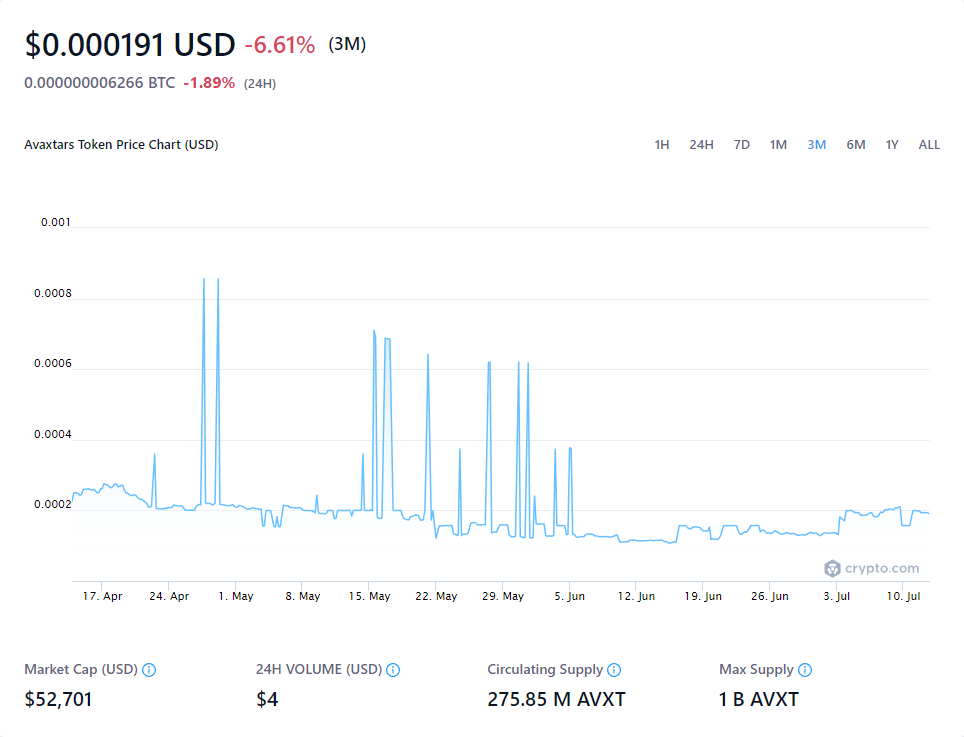 $0.000191 USD -6.61% (3M)
0.000000006266 BTC -1.89% (24H)
Avaxtars Token Price Chart (USD) 1H 24H 7D 1M 3M 6M 1Y ALL
0.001
0.0008
0.0006
0.0004
0.0002
crypto.com
17. Apr 24. Apr 1. May 8. May 15. May 22. May 29. May 5. Jun 12. Jun 19. Jun 26. Jun 3. Jul 10. Jul
Market Cap (USD) 24H VOLUME (USD) Circulating Supply Max Supply
$52,701 $4 275.85 M AVXT 1 B AVXT